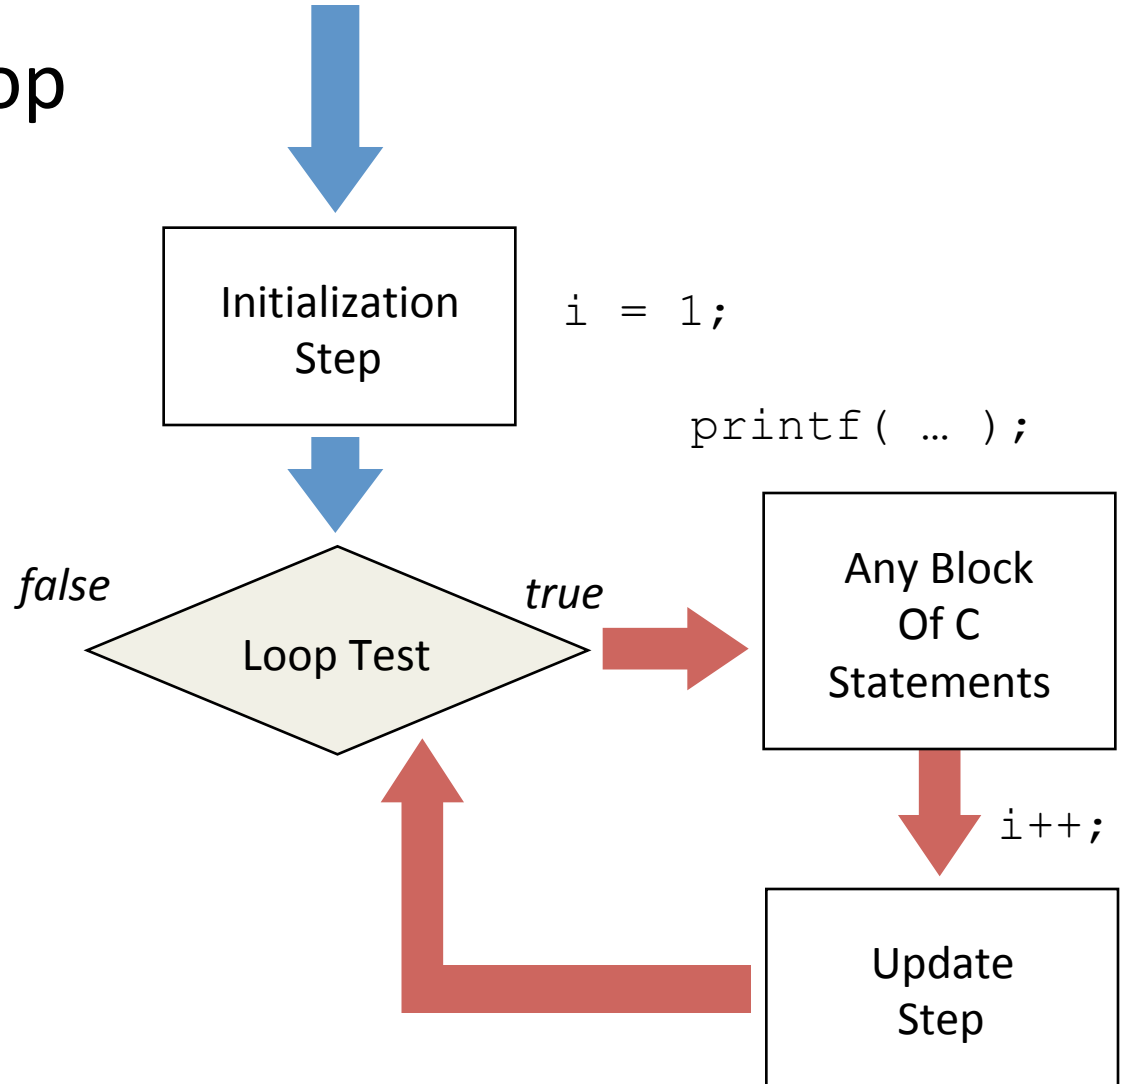 op
Initialization
Step
i = 1;
printf( … );
false
true
Loop Test
Any Block
Of C
Statements
i++;
Update
Step